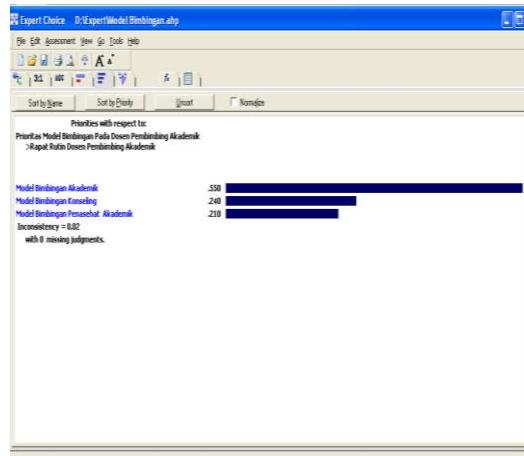 Expert Choice D:\Expert\Model Bimbingan.ahp
File Edit Assessment View Go Tools Help
3:1 ABC
Sort by Name Sort by Priority Unsort Normalize
Priorities with respect to:
Prioritas Model Bimbingan Pada Dosen Pembimbing Akademik
>Rapat Rutin Dosen Pembimbing Akademik
Model Bimbingan Akademik .550
Model Bimbingan Konseling .240
Model Bimbingan Penasehat Akademik .210
Inconsistency = 0.02
with 0 missing judgments.